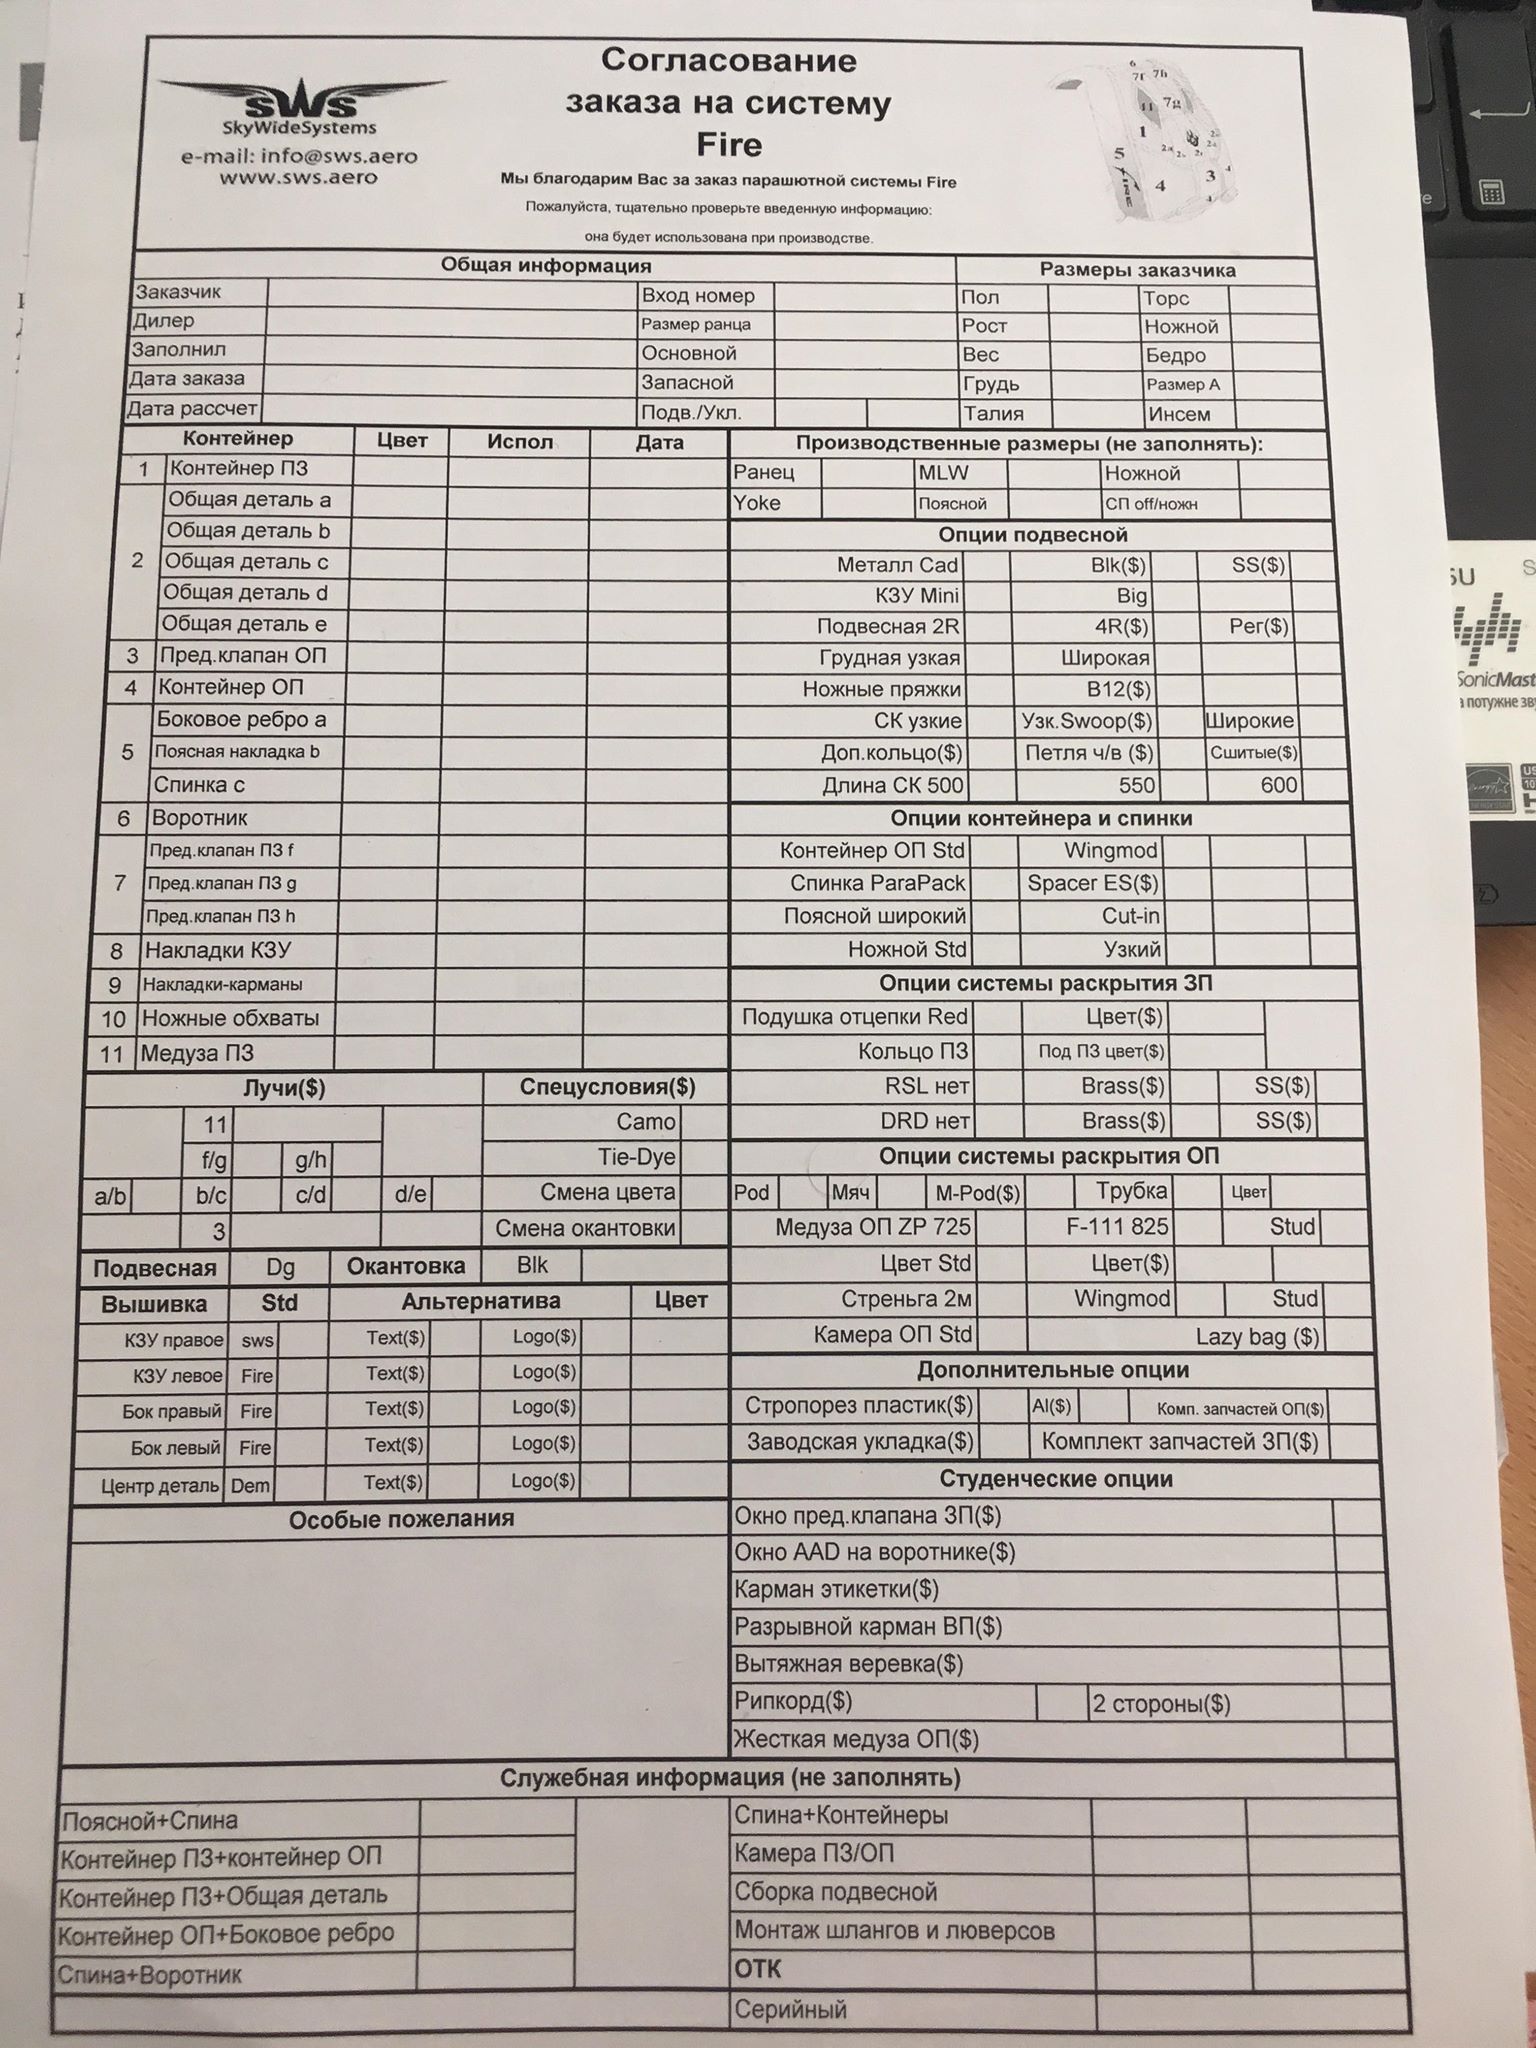 sws
SkyWideSystems
e-mail: info@sws.aero
www.sws.aero
Согласование
заказа на систему
Fire
Мы благодарим Вас за заказ парашютной системы Fire
Пожалуйста, тщательно проверьте введенную информацию:
она будет использована при производстве.
6
7f 7h
11 7g
1
5
4
3
FIRE
Общая информация Размеры заказчика
Заказчик Вход номер Пол Торс
Дилер Размер ранца Рост Ножной
Заполнил Основной Вес Бедро
Дата заказа Запасной Грудь Размер А
Дата рассчет Подв./Укл. Талия Инсем
Контейнер Цвет Испол Дата
1 Контейнер ПЗ
2
Общая деталь a
Общая деталь b
Общая деталь c
Общая деталь d
Общая деталь e
3 Пред.клапан ОП
4 Контейнер ОП
5
Боковое ребро a
Поясная накладка b
Спинка c
6 Воротник
7
Пред.клапан ПЗ f
Пред.клапан ПЗ g
Пред.клапан ПЗ h
8 Накладки КЗУ
9 Накладки-карманы
10 Ножные обхваты
11 Медуза ПЗ
Лучи($) Спецусловия($)
11 Camo
f/g g/h Tie-Dye
a/b b/c c/d d/e Смена цвета
3 Смена окантовки
Подвесная Dg Окантовка Blk
Вышивка Std Альтернатива Цвет
КЗУ правое sws Text($) Logo($)
КЗУ левое Fire Text($) Logo($)
Бок правый Fire Text($) Logo($)
Бок левый Fire Text($) Logo($)
Центр деталь Dem Text($) Logo($)
Особые пожелания
Производственные размеры (не заполнять):
Ранец MLW Ножной
Yoke Поясной СП off/ножн
Опции подвесной
Металл Cad Blk($) SS($)
КЗУ Mini Big
Подвесная 2R 4R($) Рег($)
Грудная узкая Широкая
Ножные пряжки B12($)
СК узкие Узк.Swoop($) Широкие
Доп.кольцо($) Петля ч/в ($) Сшитые($)
Длина СК 500 550 600
Опции контейнера и спинки
Контейнер ОП Std Wingmod
Спинка ParaPack Spacer ES($)
Поясной широкий Cut-in
Ножной Std Узкий
Опции системы раскрытия ЗП
Подушка отцепки Red Цвет($)
Кольцо ПЗ Под ПЗ цвет($)
RSL нет Brass($) SS($)
DRD нет Brass($) SS($)
Опции системы раскрытия ОП
Pod Мяч M-Pod($) Трубка Цвет
Медуза ОП ZP 725 F-111 825 Stud
Цвет Std Цвет($)
Стреньга 2м Wingmod Stud
Камера ОП Std Lazy bag ($)
Дополнительные опции
Стропорез пластик($) Al($) Комп. запчастей ОП($)
Заводская укладка($) Комплект запчастей ЗП($)
Студенческие опции
Окно пред.клапана ЗП($)
Окно AAD на воротнике($)
Карман этикетки($)
Разрывной карман ВП($)
Вытяжная веревка($)
Рипкорд($) 2 стороны($)
Жесткая медуза ОП($)
Служебная информация (не заполнять)
Поясной+Спина Спина+Контейнеры
Контейнер ПЗ+контейнер ОП Камера ПЗ/ОП
Контейнер ПЗ+Общая деталь Сборка подвесной
Контейнер ОП+Боковое ребро Монтаж шлангов и люверсов
Спина+Воротник ОТК
Серийный
SonicMast